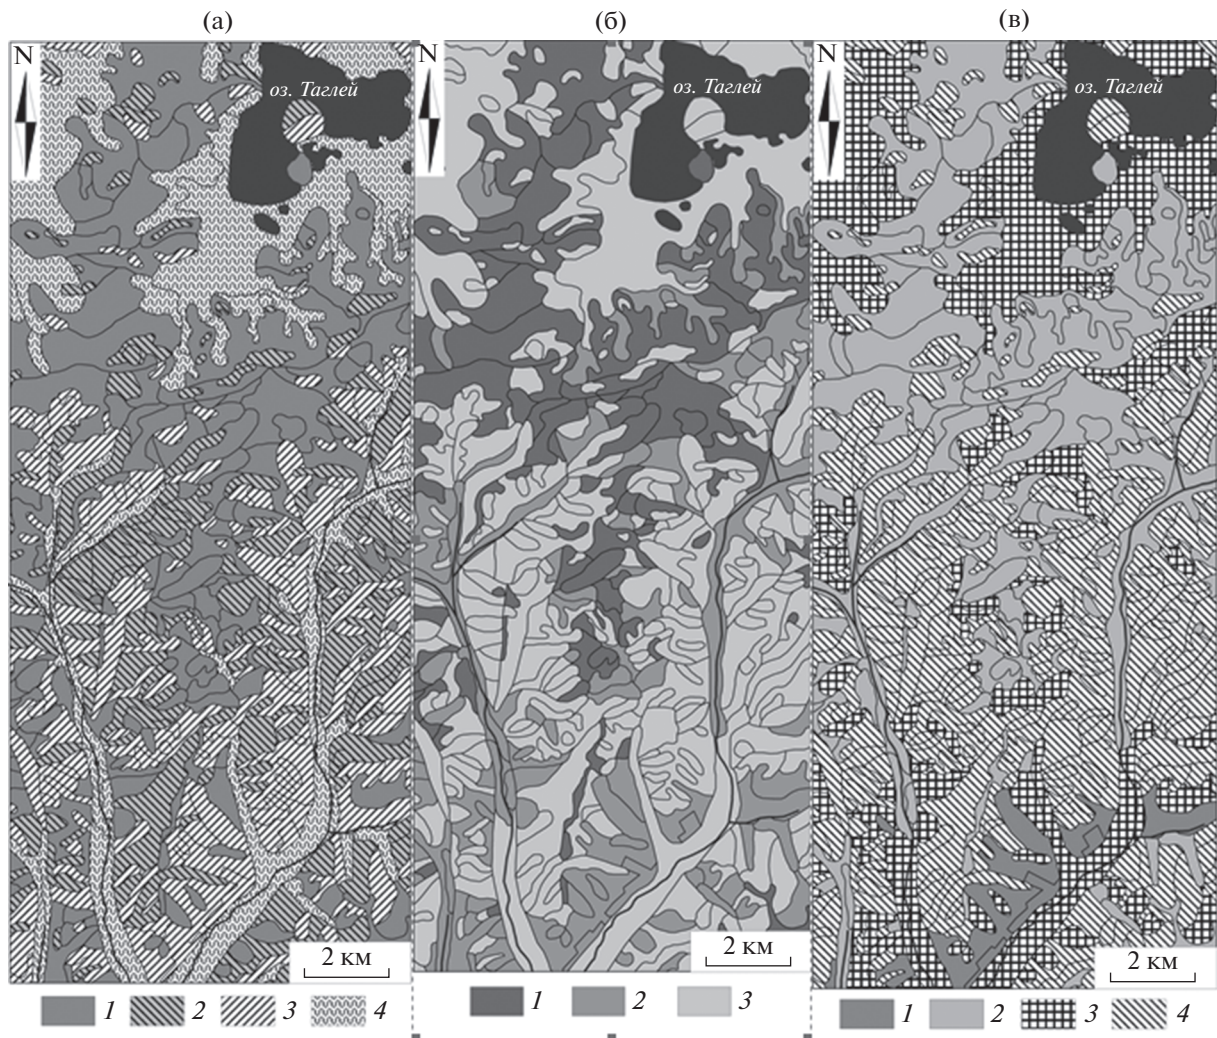 (а) (б) (в)
N N N
оз. Таглей оз. Таглей оз. Таглей
2 км 2 км 2 км
1 2 3 4 1 2 3 1 2 3 4